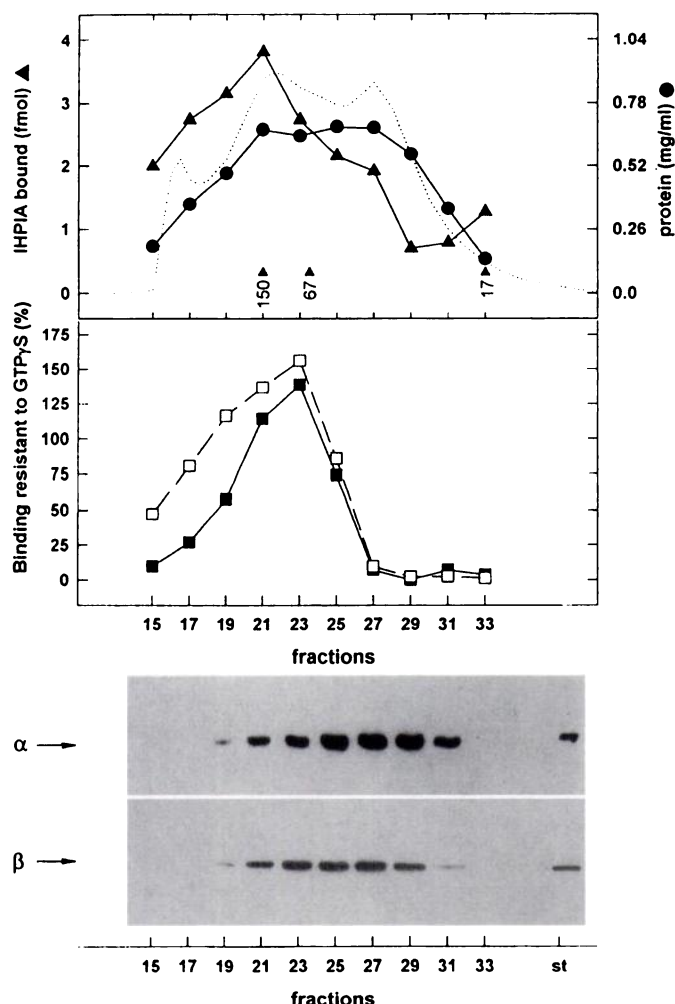 IHPIA bound (fmol) ▲
4
3
2
1
0
1.04
0.78
0.52
0.26
0.0
protein (mg/ml) ●
150
67
17
Binding resistant to GTPγS (%)
175
150
125
100
75
50
25
0
15 17 19 21 23 25 27 29 31 33
fractions
α
β
15 17 19 21 23 25 27 29 31 33 st
fractions